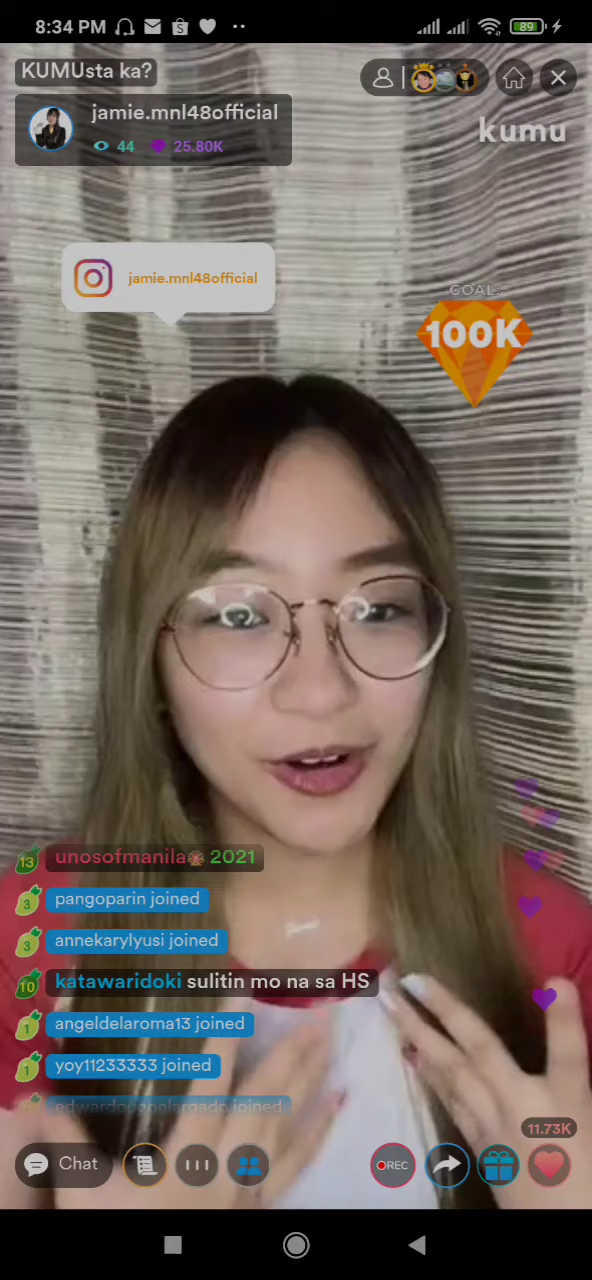 8:34 PM
89
KUMUsta ka?
jamie.mnl48official
44
25.80K
kumu
jamie.mnl48official
GOAL:
100K
13 unosofmanila 2021
3 pangoparin joined
3 annekarylyusi joined
10 katawaridoki sulitin mo na sa HS
1 angeldelaroma13 joined
1 yoy11233333 joined
joined
11.73K
Chat
REC